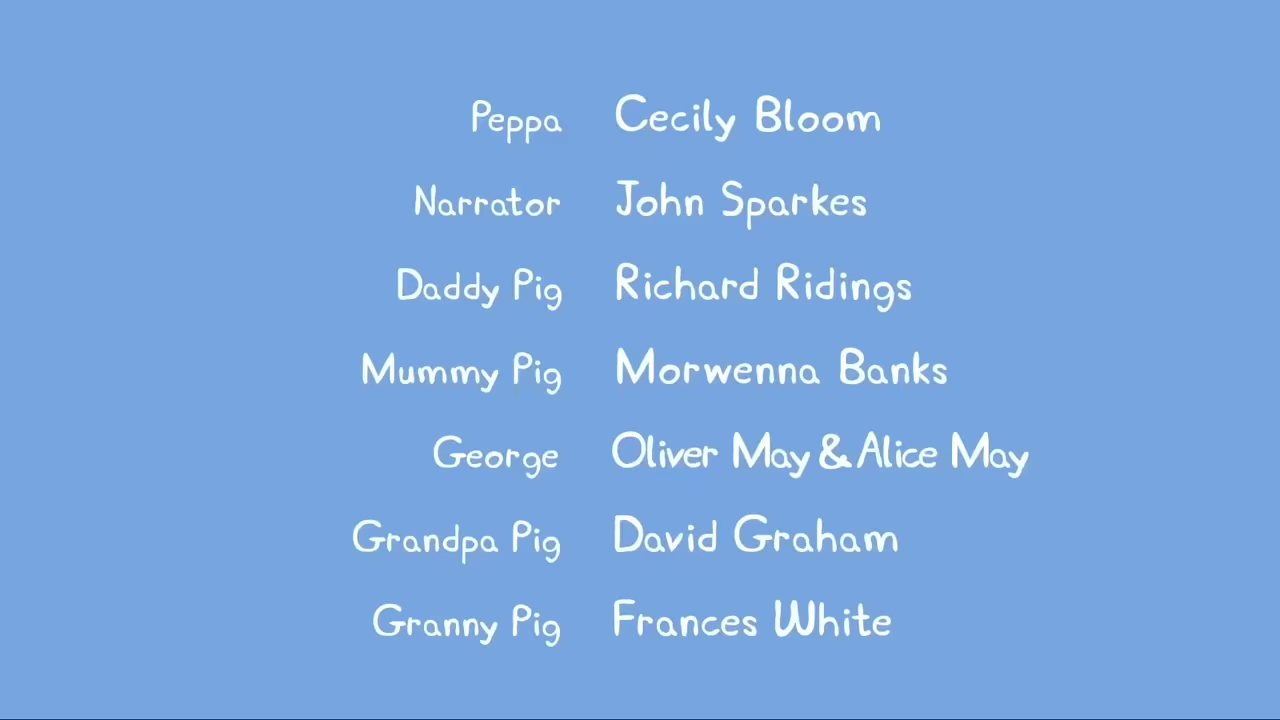 Peppa Cecily Bloom
Narrator John Sparkes
Daddy Pig Richard Ridings
Mummy Pig Morwenna Banks
George Oliver May & Alice May
Grandpa Pig David Graham
Granny Pig Frances White